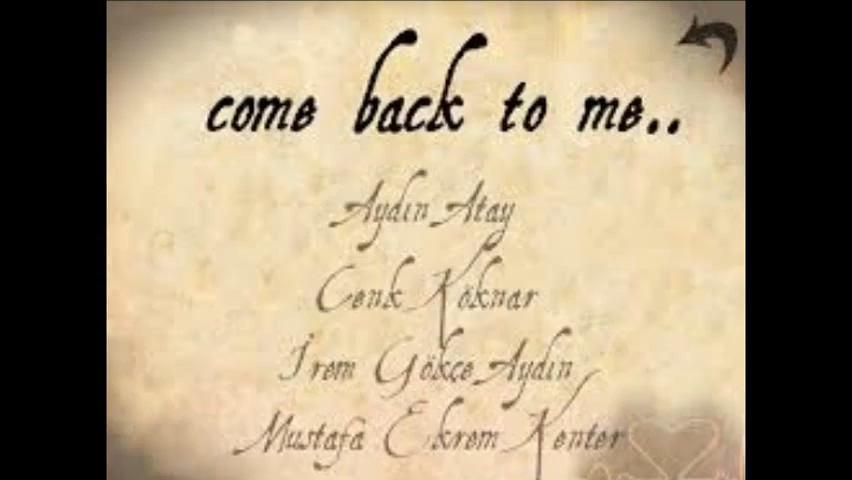 come back to me..
Aydın Atay
Cenk Köknar
İrem Gökçe Aydın
Mustafa Ekrem Kenter